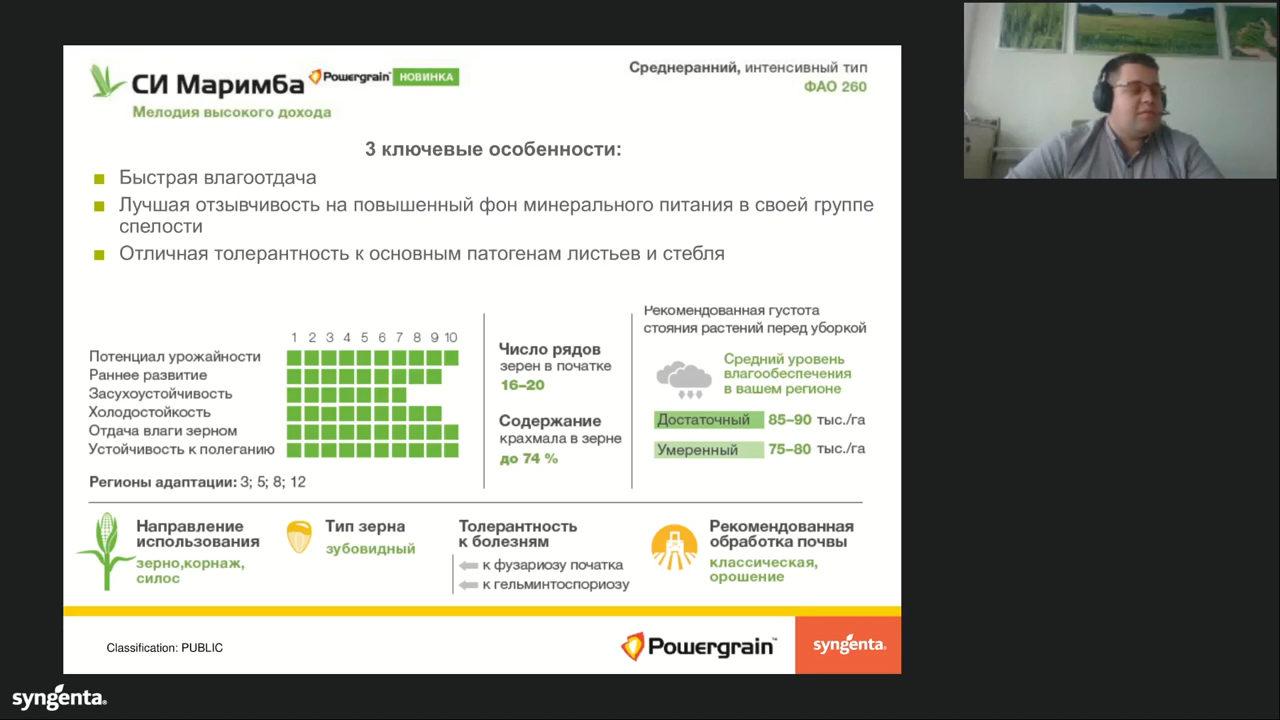 СИ Маримба Powergrain™ НОВИНКА
Мелодия высокого дохода
Среднеранний, интенсивный тип
ФАО 260
3 ключевые особенности:
Быстрая влагоотдача
Лучшая отзывчивость на повышенный фон минерального питания в своей группе
спелости
Отличная толерантность к основным патогенам листьев и стебля
1 2 3 4 5 6 7 8 9 10
Потенциал урожайности
Раннее развитие
Засухоустойчивость
Холодостойкость
Отдача влаги зерном
Устойчивость к полеганию
Регионы адаптации: 3; 5; 8; 12
Число рядов
зерен в початке
16–20
Содержание
крахмала в зерне
до 74 %
Рекомендованная густота
стояния растений перед уборкой
Средний уровень
влагообеспечения
в вашем регионе
Достаточный 85–90 тыс./га
Умеренный 75–80 тыс./га
Направление
использования
зерно,корнаж,
силос
Тип зерна
зубовидный
Толерантность
к болезням
к фузариозу початка
к гельминтоспориозу
Рекомендованная
обработка почвы
классическая,
орошение
Classification: PUBLIC
Powergrain™
syngenta®
syngenta®